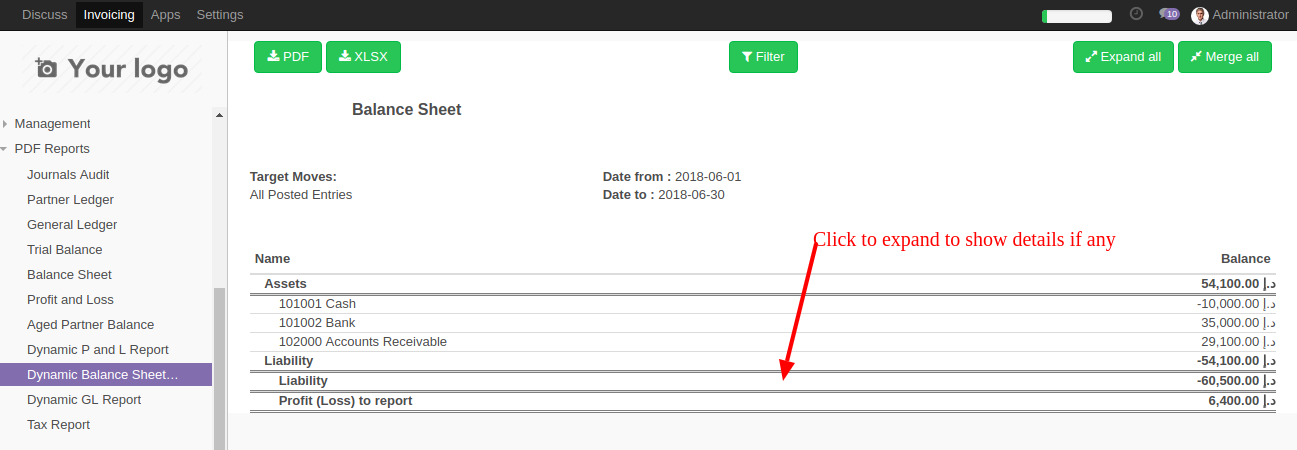 Discuss Invoicing Apps Settings 10 Administrator
Your logo
PDF XLSX Filter Expand all Merge all
Management
PDF Reports
Journals Audit
Partner Ledger
General Ledger
Trial Balance
Balance Sheet
Profit and Loss
Aged Partner Balance
Dynamic P and L Report
Dynamic Balance Sheet...
Dynamic GL Report
Tax Report
Balance Sheet
Target Moves:
All Posted Entries
Date from : 2018-06-01
Date to : 2018-06-30
Click to expand to show details if any
Name Balance
Assets 54,100.00 د.إ
101001 Cash -10,000.00 د.إ
101002 Bank 35,000.00 د.إ
102000 Accounts Receivable 29,100.00 د.إ
Liability -54,100.00 د.إ
Liability -60,500.00 د.إ
Profit (Loss) to report 6,400.00 د.إ